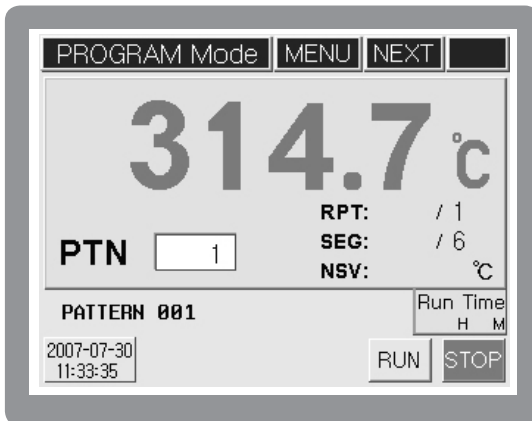 PROGRAM Mode MENU NEXT
314.7 ℃
RPT: / 1
SEG: / 6
PTN 1
NSV: ℃
PATTERN 001
Run Time
H M
2007-07-30
11:33:35
RUN STOP